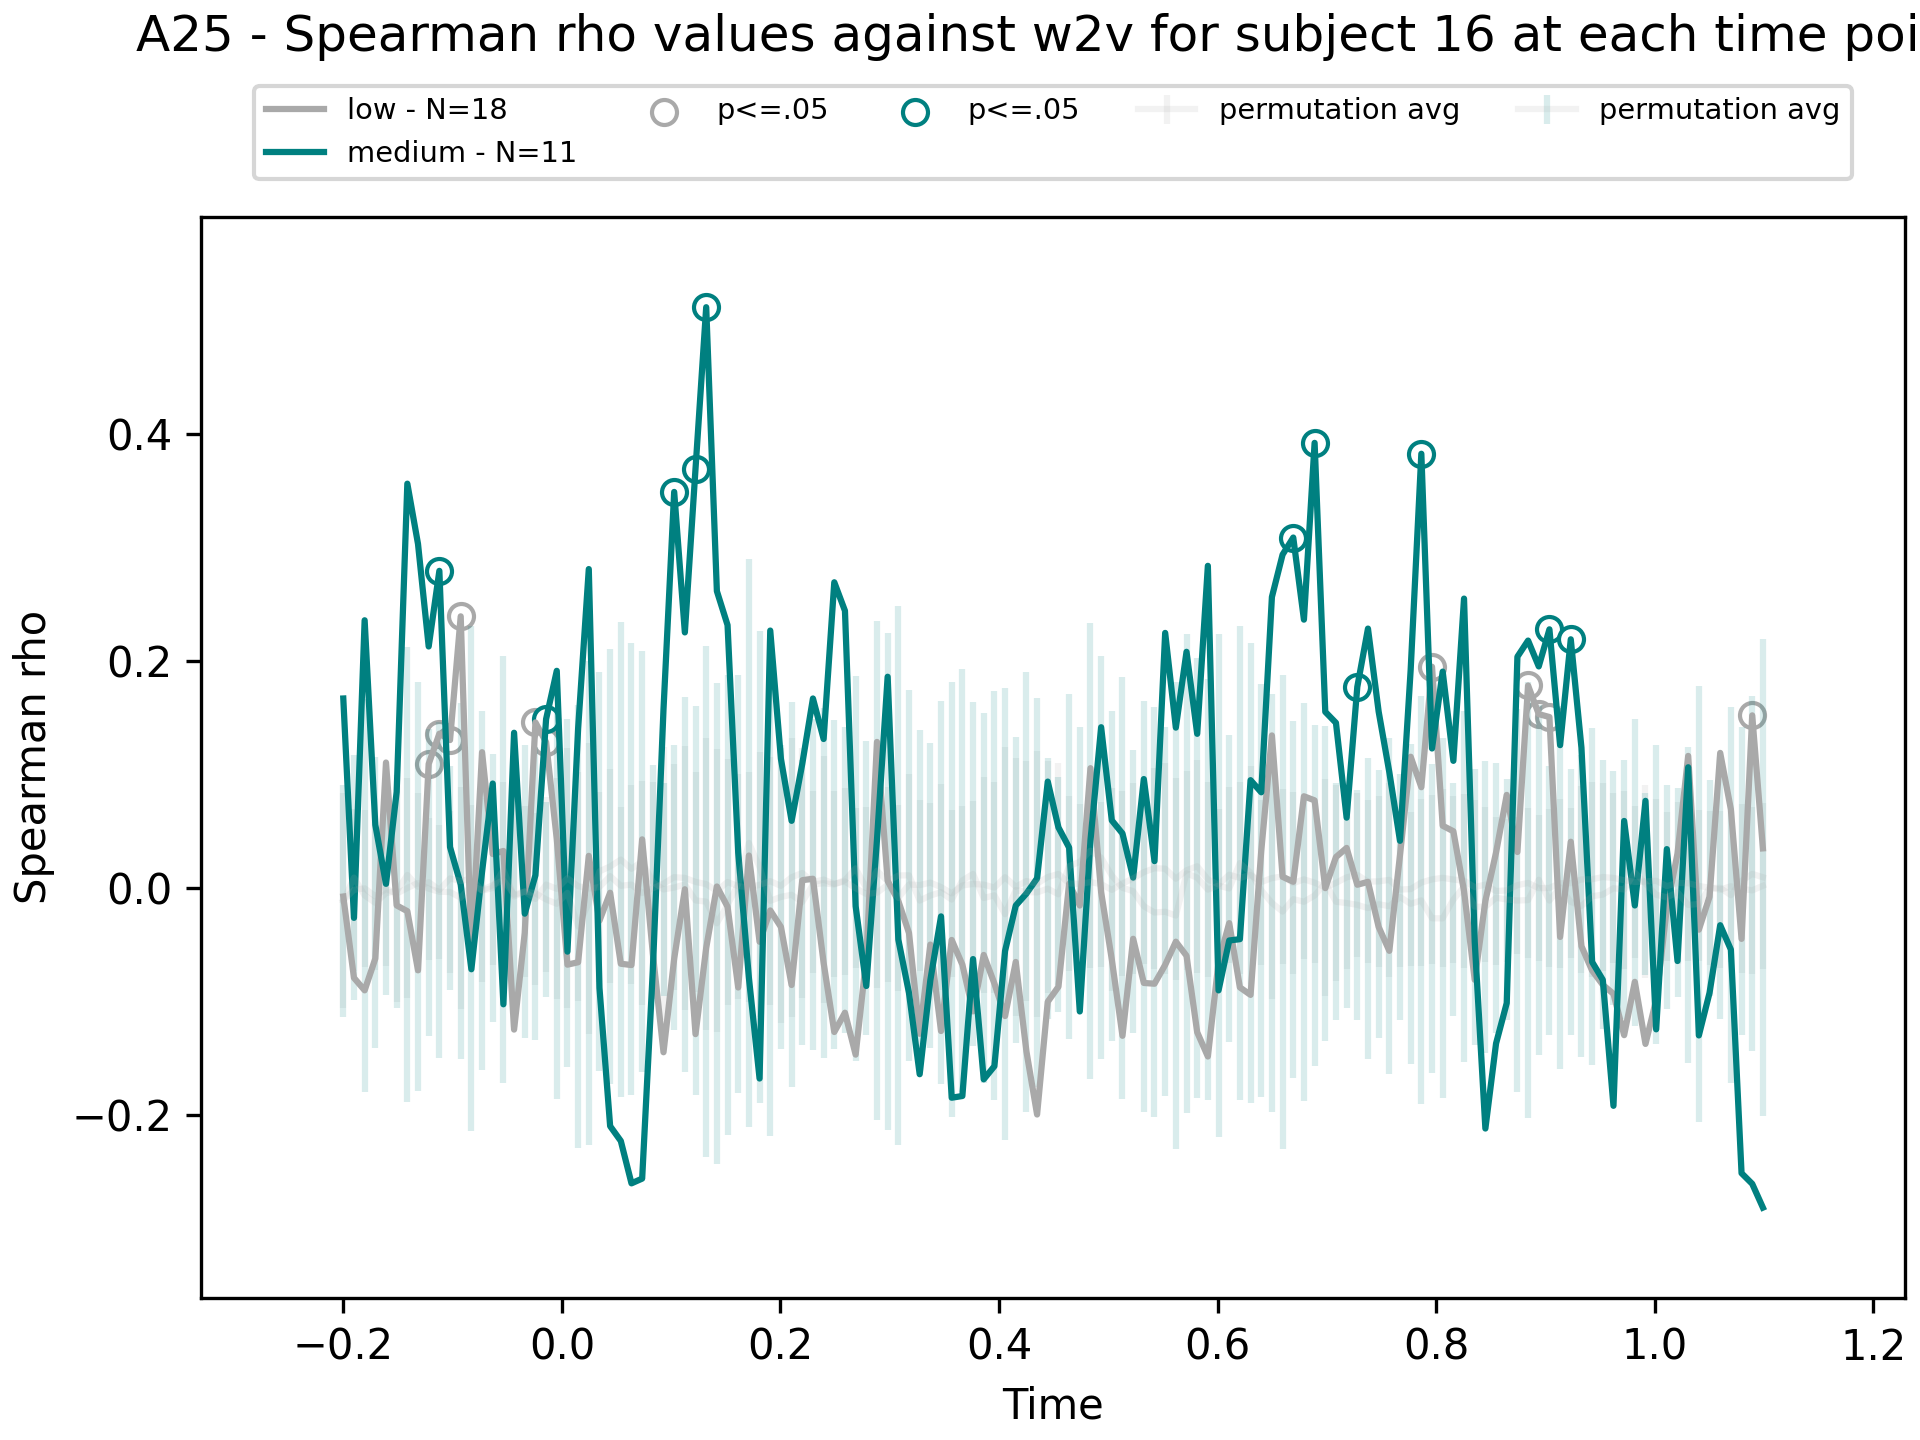 A25 - Spearman rho values against w2v for subject 16 at each time poi
low - N=18
medium - N=11
p<=.05
p<=.05
permutation avg
permutation avg
Spearman rho
0.4
0.2
0.0
−0.2
−0.2 0.0 0.2 0.4 0.6 0.8 1.0 1.2
Time